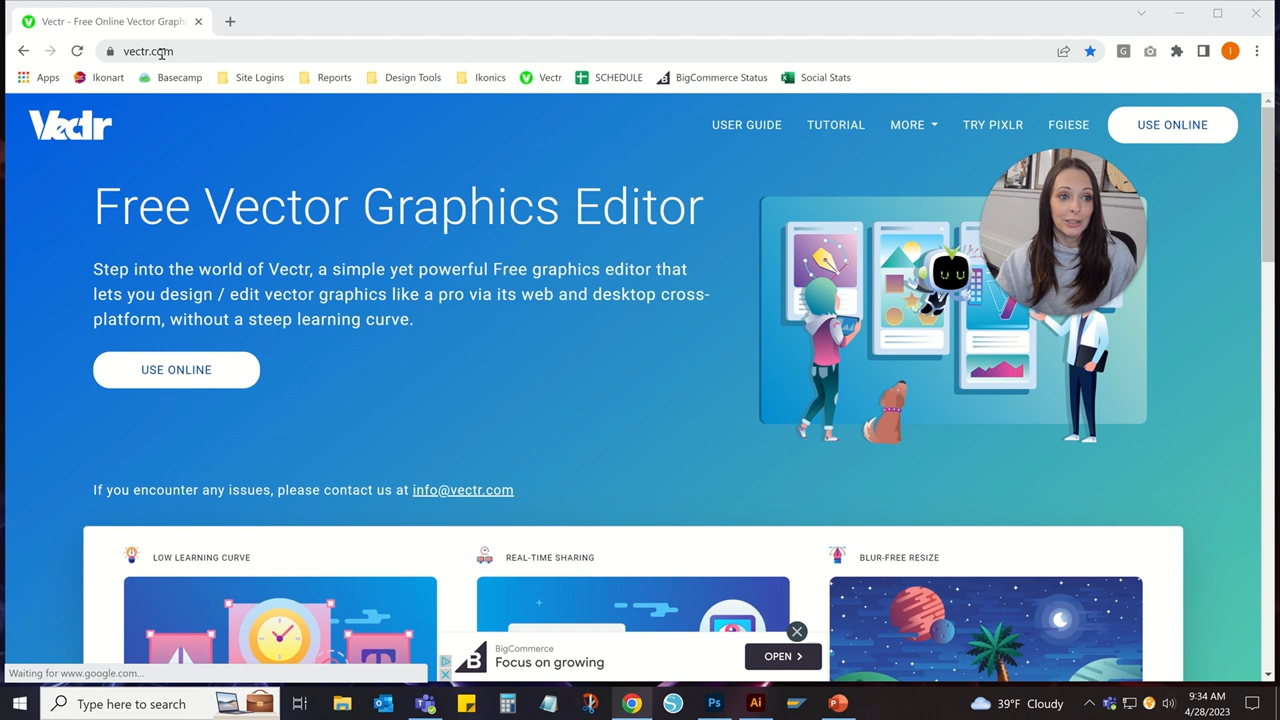 Vectr - Free Online Vector Graphi
vectr.com
G
I
Apps
Ikonart
Basecamp
Site Logins
Reports
Design Tools
Ikonics
Vectr
SCHEDULE
BigCommerce Status
Social Stats
Vectr
USER GUIDE
TUTORIAL
MORE
TRY PIXLR
FGIESE
USE ONLINE
Free Vector Graphics Editor
Step into the world of Vectr, a simple yet powerful Free graphics editor that
lets you design / edit vector graphics like a pro via its web and desktop cross-
platform, without a steep learning curve.
USE ONLINE
If you encounter any issues, please contact us at info@vectr.com
LOW LEARNING CURVE
REAL-TIME SHARING
BLUR-FREE RESIZE
T
BigCommerce
Focus on growing
OPEN
Waiting for www.google.com...
Type here to search
Ps
Ai
39°F Cloudy
9:34 AM
4/28/2023